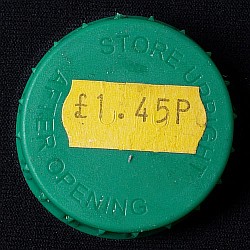 STORE UPRIGHT
AFTER OPENING
£1.45P